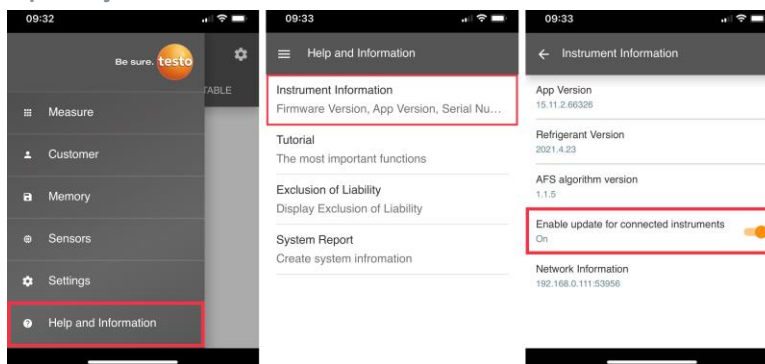 09:32
Be sure. testo
TABLE
Measure
Customer
Memory
Sensors
Settings
Help and Information
09:33
Help and Information
Instrument Information
Firmware Version, App Version, Serial Nu...
Tutorial
The most important functions
Exclusion of Liability
Display Exclusion of Liability
System Report
Create system infromation
09:33
Instrument Information
App Version
15.11.2.66326
Refrigerant Version
2021.4.23
AFS algorithm version
1.1.5
Enable update for connected instruments
On
Network Information
192.168.0.111:53956